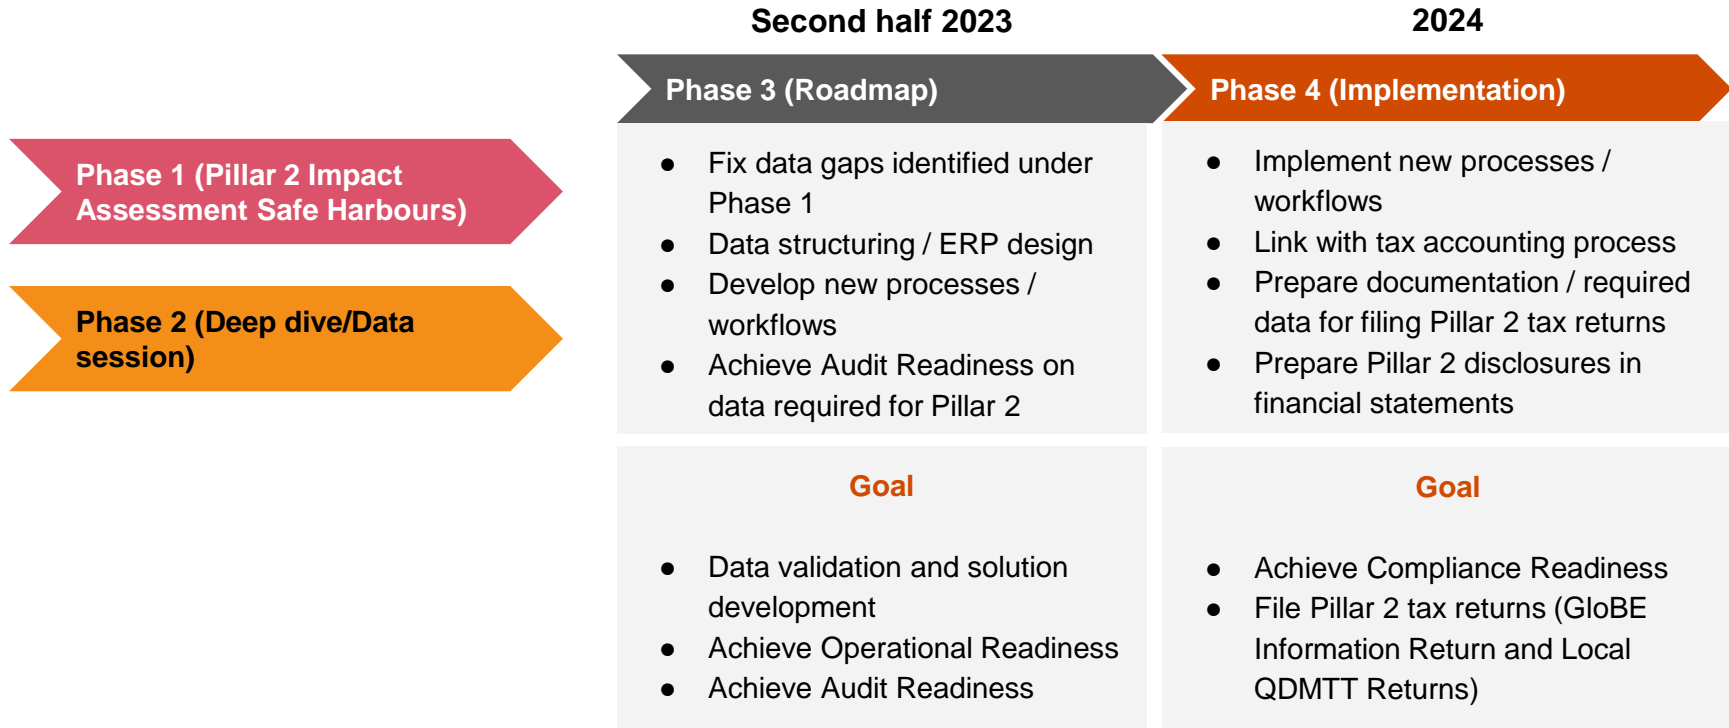 Second half 2023
2024
Phase 3 (Roadmap)
Phase 4 (Implementation)
Phase 1 (Pillar 2 Impact
Assessment Safe Harbours)
Phase 2 (Deep dive/Data
session)
● Fix data gaps identified under
Phase 1
● Data structuring / ERP design
● Develop new processes /
workflows
● Achieve Audit Readiness on
data required for Pillar 2
● Implement new processes /
workflows
● Link with tax accounting process
● Prepare documentation / required
data for filing Pillar 2 tax returns
● Prepare Pillar 2 disclosures in
financial statements
Goal
● Data validation and solution
development
● Achieve Operational Readiness
● Achieve Audit Readiness
Goal
● Achieve Compliance Readiness
● File Pillar 2 tax returns (GloBE
Information Return and Local
QDMTT Returns)